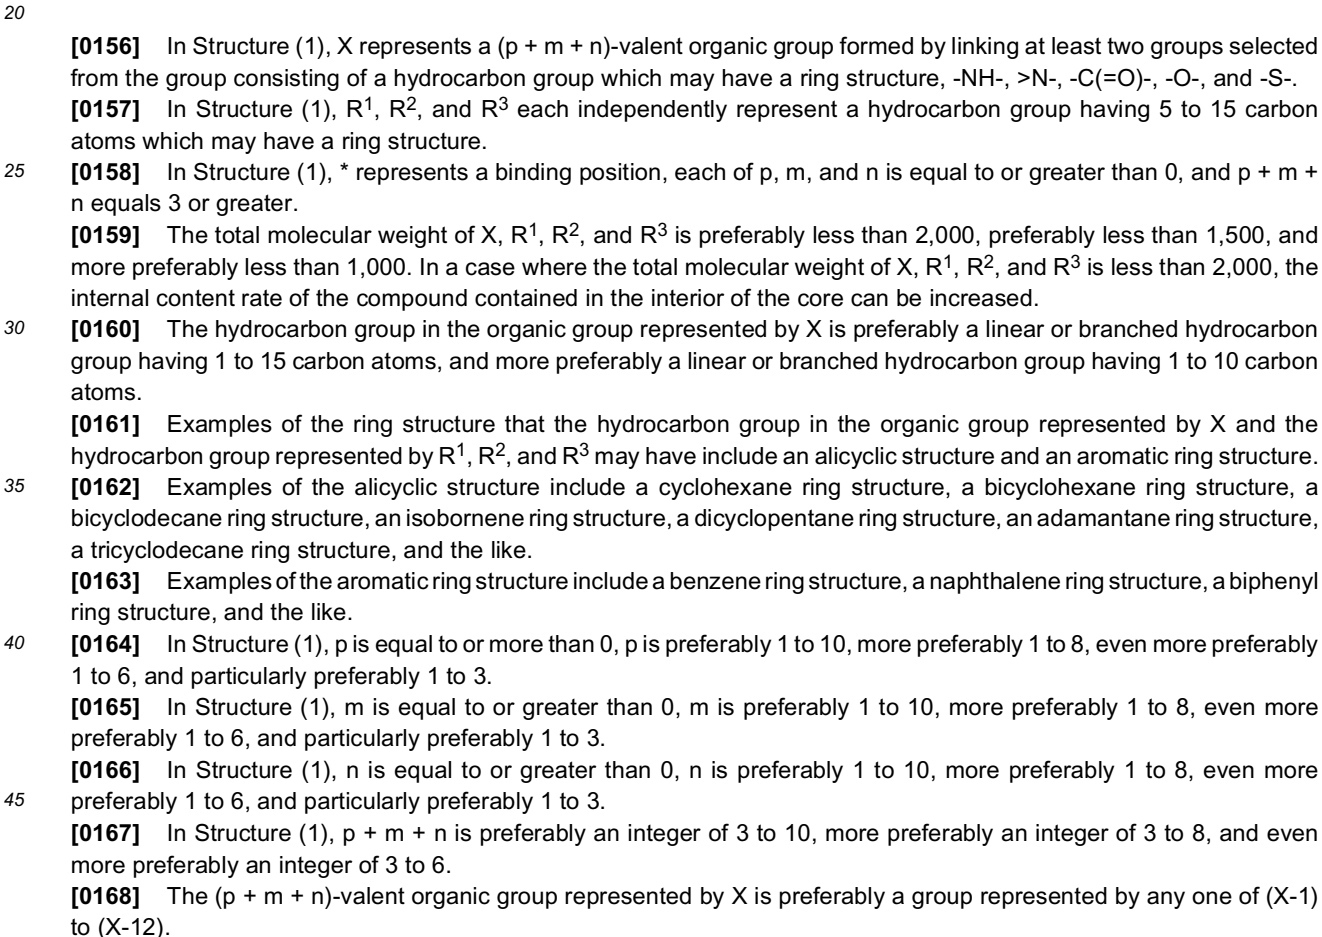 20
[0156] In Structure (1), X represents a (p + m + n)-valent organic group formed by linking at least two groups selected
from the group consisting of a hydrocarbon group which may have a ring structure, -NH-, >N-, -C(=O)-, -O-, and -S-.
[0157] In Structure (1), R1, R2, and R3 each independently represent a hydrocarbon group having 5 to 15 carbon
atoms which may have a ring structure.
25 [0158] In Structure (1), * represents a binding position, each of p, m, and n is equal to or greater than 0, and p + m +
n equals 3 or greater.
[0159] The total molecular weight of X, R1, R2, and R3 is preferably less than 2,000, preferably less than 1,500, and
more preferably less than 1,000. In a case where the total molecular weight of X, R1, R2, and R3 is less than 2,000, the
internal content rate of the compound contained in the interior of the core can be increased.
30 [0160] The hydrocarbon group in the organic group represented by X is preferably a linear or branched hydrocarbon
group having 1 to 15 carbon atoms, and more preferably a linear or branched hydrocarbon group having 1 to 10 carbon
atoms.
[0161] Examples of the ring structure that the hydrocarbon group in the organic group represented by X and the
hydrocarbon group represented by R1, R2, and R3 may have include an alicyclic structure and an aromatic ring structure.
35 [0162] Examples of the alicyclic structure include a cyclohexane ring structure, a bicyclohexane ring structure, a
bicyclodecane ring structure, an isobornene ring structure, a dicyclopentane ring structure, an adamantane ring structure,
a tricyclodecane ring structure, and the like.
[0163] Examples of the aromatic ring structure include a benzene ring structure, a naphthalene ring structure, a biphenyl
ring structure, and the like.
40 [0164] In Structure (1), p is equal to or more than 0, p is preferably 1 to 10, more preferably 1 to 8, even more preferably
1 to 6, and particularly preferably 1 to 3.
[0165] In Structure (1), m is equal to or greater than 0, m is preferably 1 to 10, more preferably 1 to 8, even more
preferably 1 to 6, and particularly preferably 1 to 3.
[0166] In Structure (1), n is equal to or greater than 0, n is preferably 1 to 10, more preferably 1 to 8, even more
45 preferably 1 to 6, and particularly preferably 1 to 3.
[0167] In Structure (1), p + m + n is preferably an integer of 3 to 10, more preferably an integer of 3 to 8, and even
more preferably an integer of 3 to 6.
[0168] The (p + m + n)-valent organic group represented by X is preferably a group represented by any one of (X-1)
to (X-12).